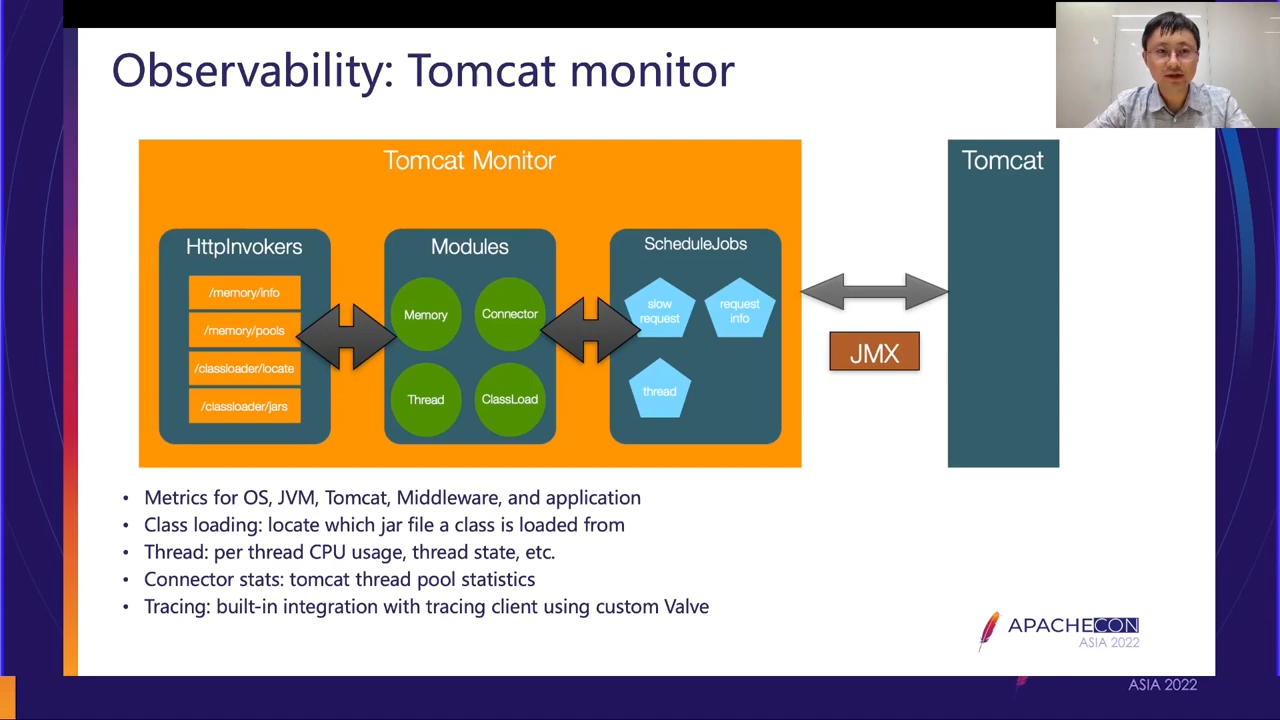 Observability: Tomcat monitor
Tomcat Monitor
HttpInvokers
/memory/info
/memory/pools
/classloader/locate
/classloader/jars
Modules
Memory
Connector
Thread
ClassLoad
ScheduleJobs
slow
request
request
info
thread
JMX
Tomcat
• Metrics for OS, JVM, Tomcat, Middleware, and application
• Class loading: locate which jar file a class is loaded from
• Thread: per thread CPU usage, thread state, etc.
• Connector stats: tomcat thread pool statistics
• Tracing: built-in integration with tracing client using custom Valve
APACHECON
ASIA 2022
ASIA 2022